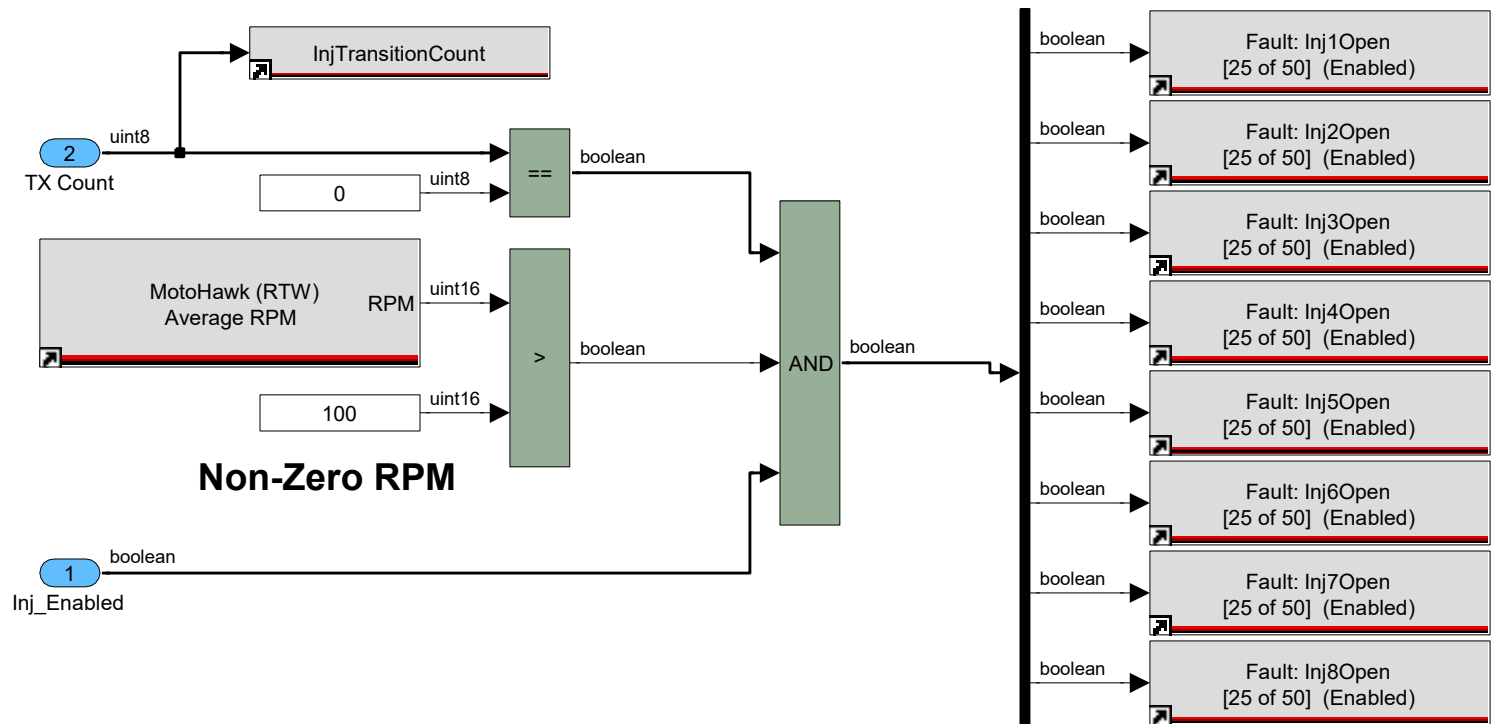 InjTransitionCount
uint8
2
TX Count
0
uint8
==
boolean
MotoHawk (RTW)
Average RPM
RPM
uint16
100
uint16
>
boolean
Non-Zero RPM
boolean
1
Inj_Enabled
AND
boolean
boolean
Fault: Inj1Open
[25 of 50]  (Enabled)
boolean
Fault: Inj2Open
[25 of 50]  (Enabled)
boolean
Fault: Inj3Open
[25 of 50]  (Enabled)
boolean
Fault: Inj4Open
[25 of 50]  (Enabled)
boolean
Fault: Inj5Open
[25 of 50]  (Enabled)
boolean
Fault: Inj6Open
[25 of 50]  (Enabled)
boolean
Fault: Inj7Open
[25 of 50]  (Enabled)
boolean
Fault: Inj8Open
[25 of 50]  (Enabled)